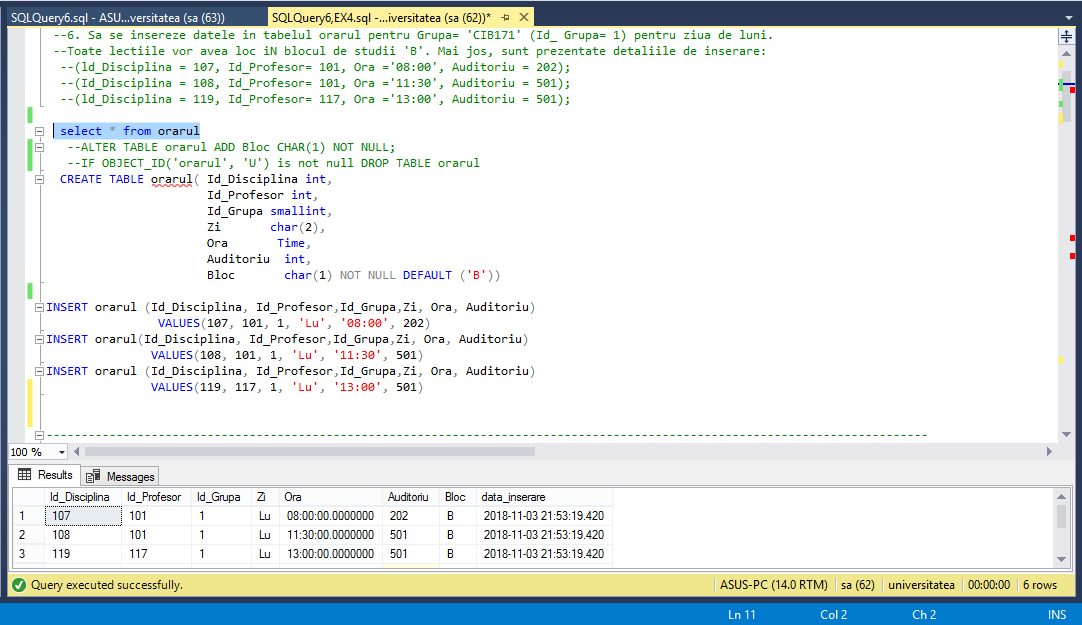 SQLQuery6.sql - ASU...versitatea (sa (63)) SQLQuery6,EX4.sql -...iversitatea (sa (62))*
--6. Sa se insereze datele in tabelul orarul pentru Grupa= 'CIB171' (Id_ Grupa= 1) pentru ziua de luni.
--Toate lectiile vor avea loc iN blocul de studii 'B'. Mai jos, sunt prezentate detaliile de inserare:
--(ld_Disciplina = 107, Id_Profesor= 101, Ora ='08:00', Auditoriu = 202);
--(Id_Disciplina = 108, Id_Profesor= 101, Ora ='11:30', Auditoriu = 501);
--(ld_Disciplina = 119, Id_Profesor= 117, Ora ='13:00', Auditoriu = 501);
select * from orarul
--ALTER TABLE orarul ADD Bloc CHAR(1) NOT NULL;
--IF OBJECT_ID('orarul', 'U') is not null DROP TABLE orarul
CREATE TABLE orarul( Id_Disciplina int,
Id_Profesor int,
Id_Grupa smallint,
Zi char(2),
Ora Time,
Auditoriu int,
Bloc char(1) NOT NULL DEFAULT ('B'))
INSERT orarul (Id_Disciplina, Id_Profesor,Id_Grupa,Zi, Ora, Auditoriu)
VALUES(107, 101, 1, 'Lu', '08:00', 202)
INSERT orarul(Id_Disciplina, Id_Profesor,Id_Grupa,Zi, Ora, Auditoriu)
VALUES(108, 101, 1, 'Lu', '11:30', 501)
INSERT orarul (Id_Disciplina, Id_Profesor,Id_Grupa,Zi, Ora, Auditoriu)
VALUES(119, 117, 1, 'Lu', '13:00', 501)
100 %
Results Messages
Id_Disciplina Id_Profesor Id_Grupa Zi Ora Auditoriu Bloc data_inserare
1 107 101 1 Lu 08:00:00.0000000 202 B 2018-11-03 21:53:19.420
2 108 101 1 Lu 11:30:00.0000000 501 B 2018-11-03 21:53:19.420
3 119 117 1 Lu 13:00:00.0000000 501 B 2018-11-03 21:53:19.420
Query executed successfully. ASUS-PC (14.0 RTM) sa (62) universitatea 00:00:00 6 rows
Ln 11 Col 2 Ch 2 INS